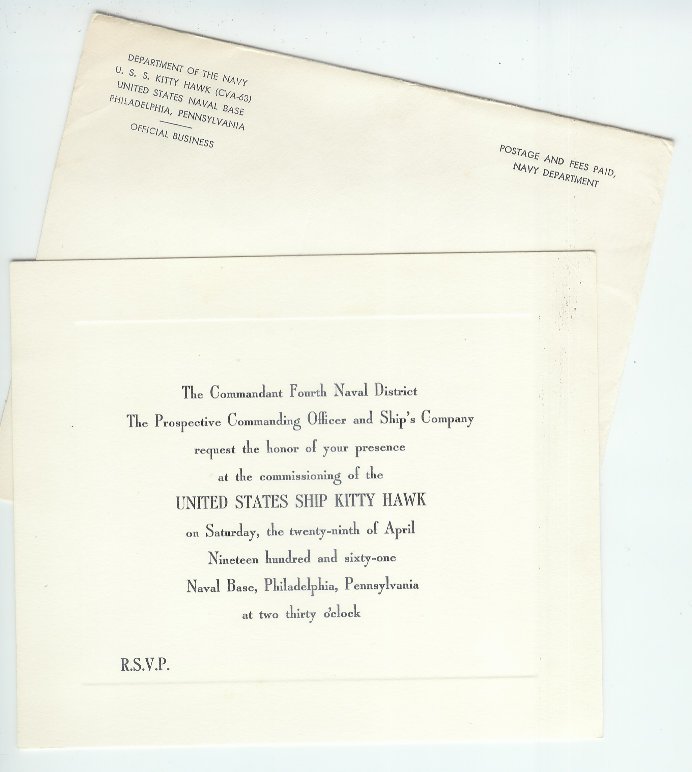 DEPARTMENT OF THE NAVY
U. S. S. KITTY HAWK (CVA-63)
UNITED STATES NAVAL BASE
PHILADELPHIA, PENNSYLVANIA
OFFICIAL BUSINESS
POSTAGE AND FEES PAID,
NAVY DEPARTMENT
The Commandant Fourth Naval District
The Prospective Commanding Officer and Ship's Company
request the honor of your presence
at the commissioning of the
UNITED STATES SHIP KITTY HAWK
on Saturday, the twenty-ninth of April
Nineteen hundred and sixty-one
Naval Base, Philadelphia, Pennsylvania
at two thirty o'clock
R.S.V.P.